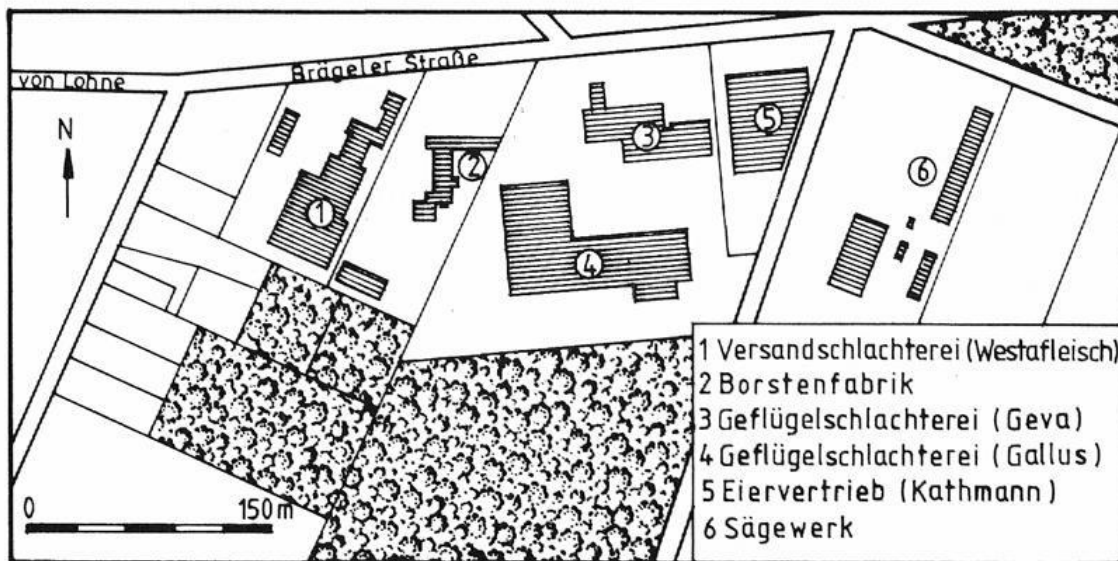 Brägeler Straße
von Lohne
N
1
2
3
4
5
6
1 Versandschlachterei (Westafleisch)
2 Borstenfabrik
3 Geflügelschlachterei (Geva)
4 Geflügelschlachterei (Gallus)
5 Eiervertrieb (Kathmann)
6 Sägewerk
0 150 m